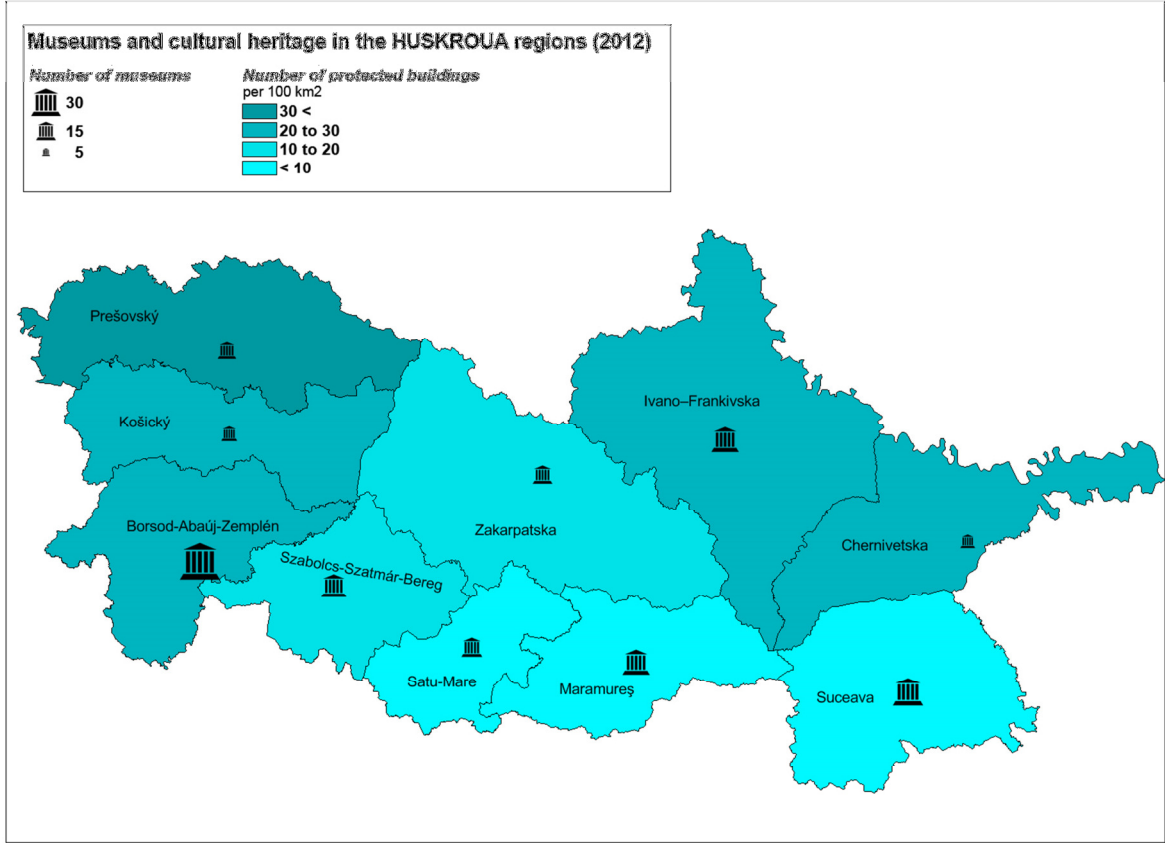 Museums and cultural heritage in the HUSKROUA regions (2012)
Number of museums
30
15
5
Number of protected buildings
per 100 km2
30 <
20 to 30
10 to 20
< 10
Prešovský
Košický
Borsod-Abaúj-Zemplén
Szabolcs-Szatmár-Bereg
Zakarpatska
Ivano–Frankivska
Chernivetska
Satu-Mare
Maramureş
Suceava